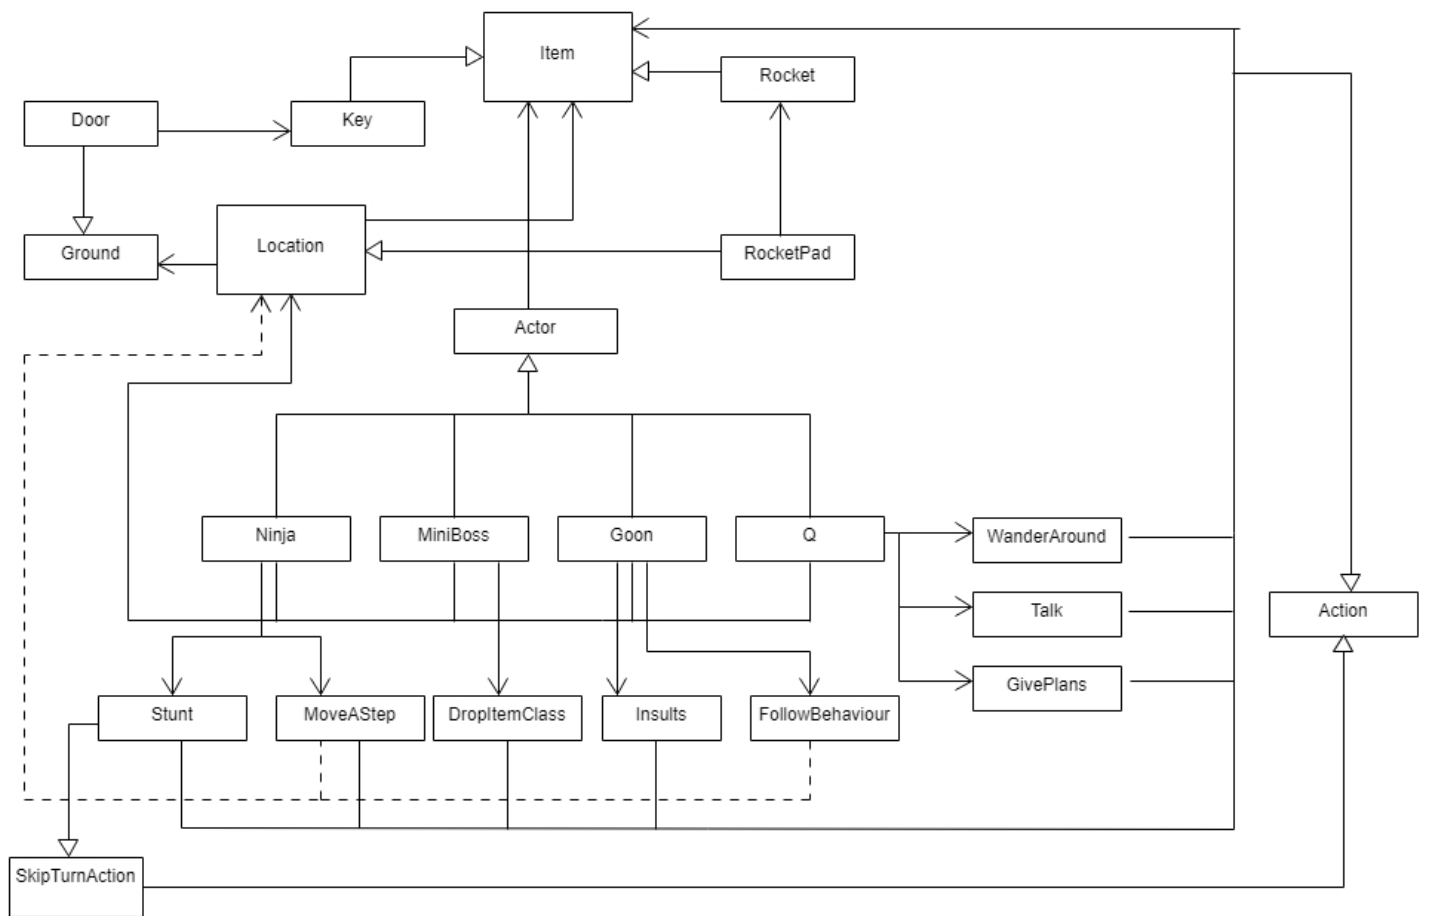 Item
Rocket
Door
Key
Ground
Location
RocketPad
Actor
Ninja
MiniBoss
Goon
Q
WanderAround
Talk
Action
GivePlans
Stunt
MoveAStep
DropItemClass
Insults
FollowBehaviour
SkipTurnAction